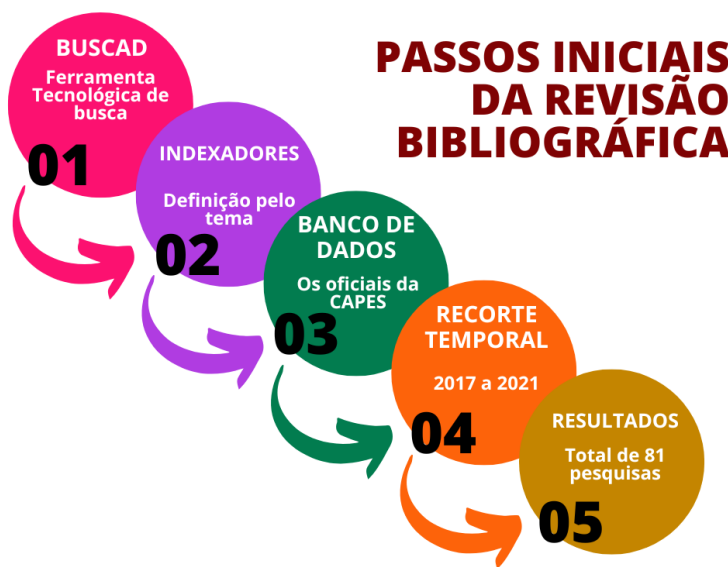 PASSOS INICIAIS
DA REVISÃO
BIBLIOGRÁFICA
BUSCAD
Ferramenta
Tecnológica de
busca
01
INDEXADORES
Definição pelo
tema
02
BANCO DE
DADOS
Os oficiais da
CAPES
03
RECORTE
TEMPORAL
2017 a 2021
04
RESULTADOS
Total de 81
pesquisas
05